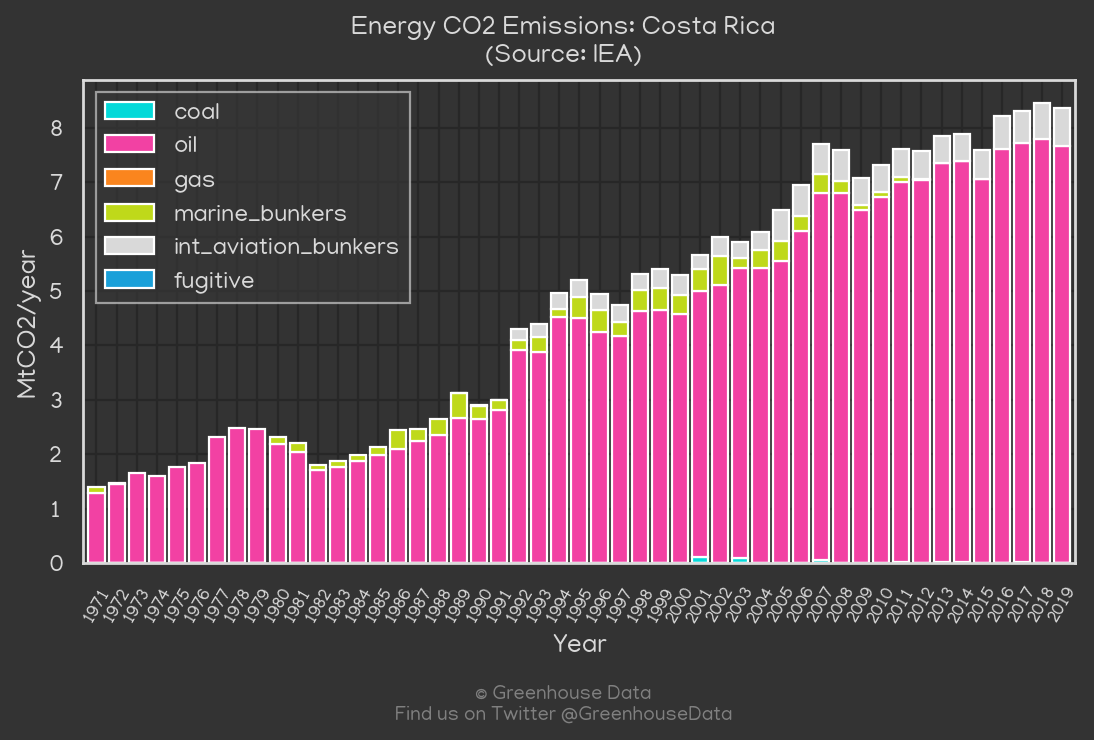 Energy CO2 Emissions: Costa Rica
(Source: IEA)
coal
oil
gas
marine_bunkers
int_aviation_bunkers
fugitive
MtCO2/year
8
7
6
5
4
3
2
1
0
1971 1972 1973 1974 1975 1976 1977 1978 1979 1980 1981 1982 1983 1984 1985 1986 1987 1988 1989 1990 1991 1992 1993 1994 1995 1996 1997 1998 1999 2000 2001 2002 2003 2004 2005 2006 2007 2008 2009 2010 2011 2012 2013 2014 2015 2016 2017 2018 2019
Year
© Greenhouse Data
Find us on Twitter @GreenhouseData